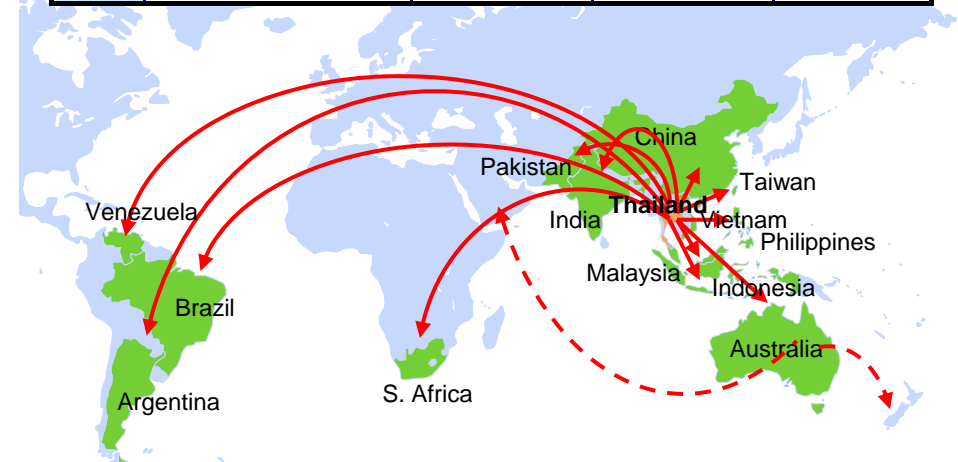 China
Pakistan
Taiwan
Thailand
Venezuela
India
Vietnam
Philippines
Malaysia
Indonesia
Brazil
Australia
S. Africa
Argentina